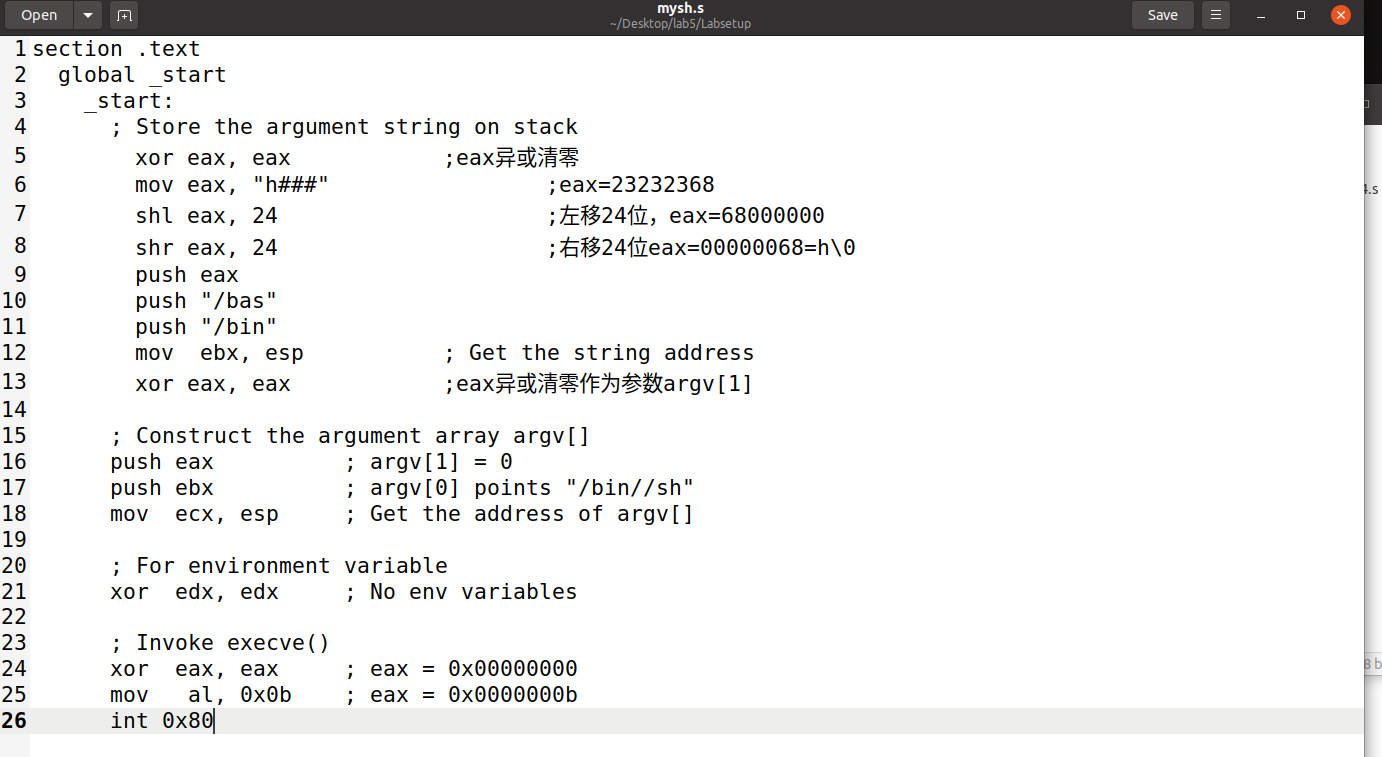 Open
mysh.s
~/Desktop/lab5/Labsetup
Save
1 section .text
2 global _start
3 _start:
4 ; Store the argument string on stack
5 xor eax, eax ;eax异或清零
6 mov eax, "h###" ;eax=23232368
7 shl eax, 24 ;左移24位，eax=68000000
8 shr eax, 24 ;右移24位eax=00000068=h\0
9 push eax
10 push "/bas"
11 push "/bin"
12 mov ebx, esp ; Get the string address
13 xor eax, eax ;eax异或清零作为参数argv[1]
14
15 ; Construct the argument array argv[]
16 push eax ; argv[1] = 0
17 push ebx ; argv[0] points "/bin//sh"
18 mov ecx, esp ; Get the address of argv[]
19
20 ; For environment variable
21 xor edx, edx ; No env variables
22
23 ; Invoke execve()
24 xor eax, eax ; eax = 0x00000000
25 mov al, 0x0b ; eax = 0x0000000b
26 int 0x80
4.s
8 b